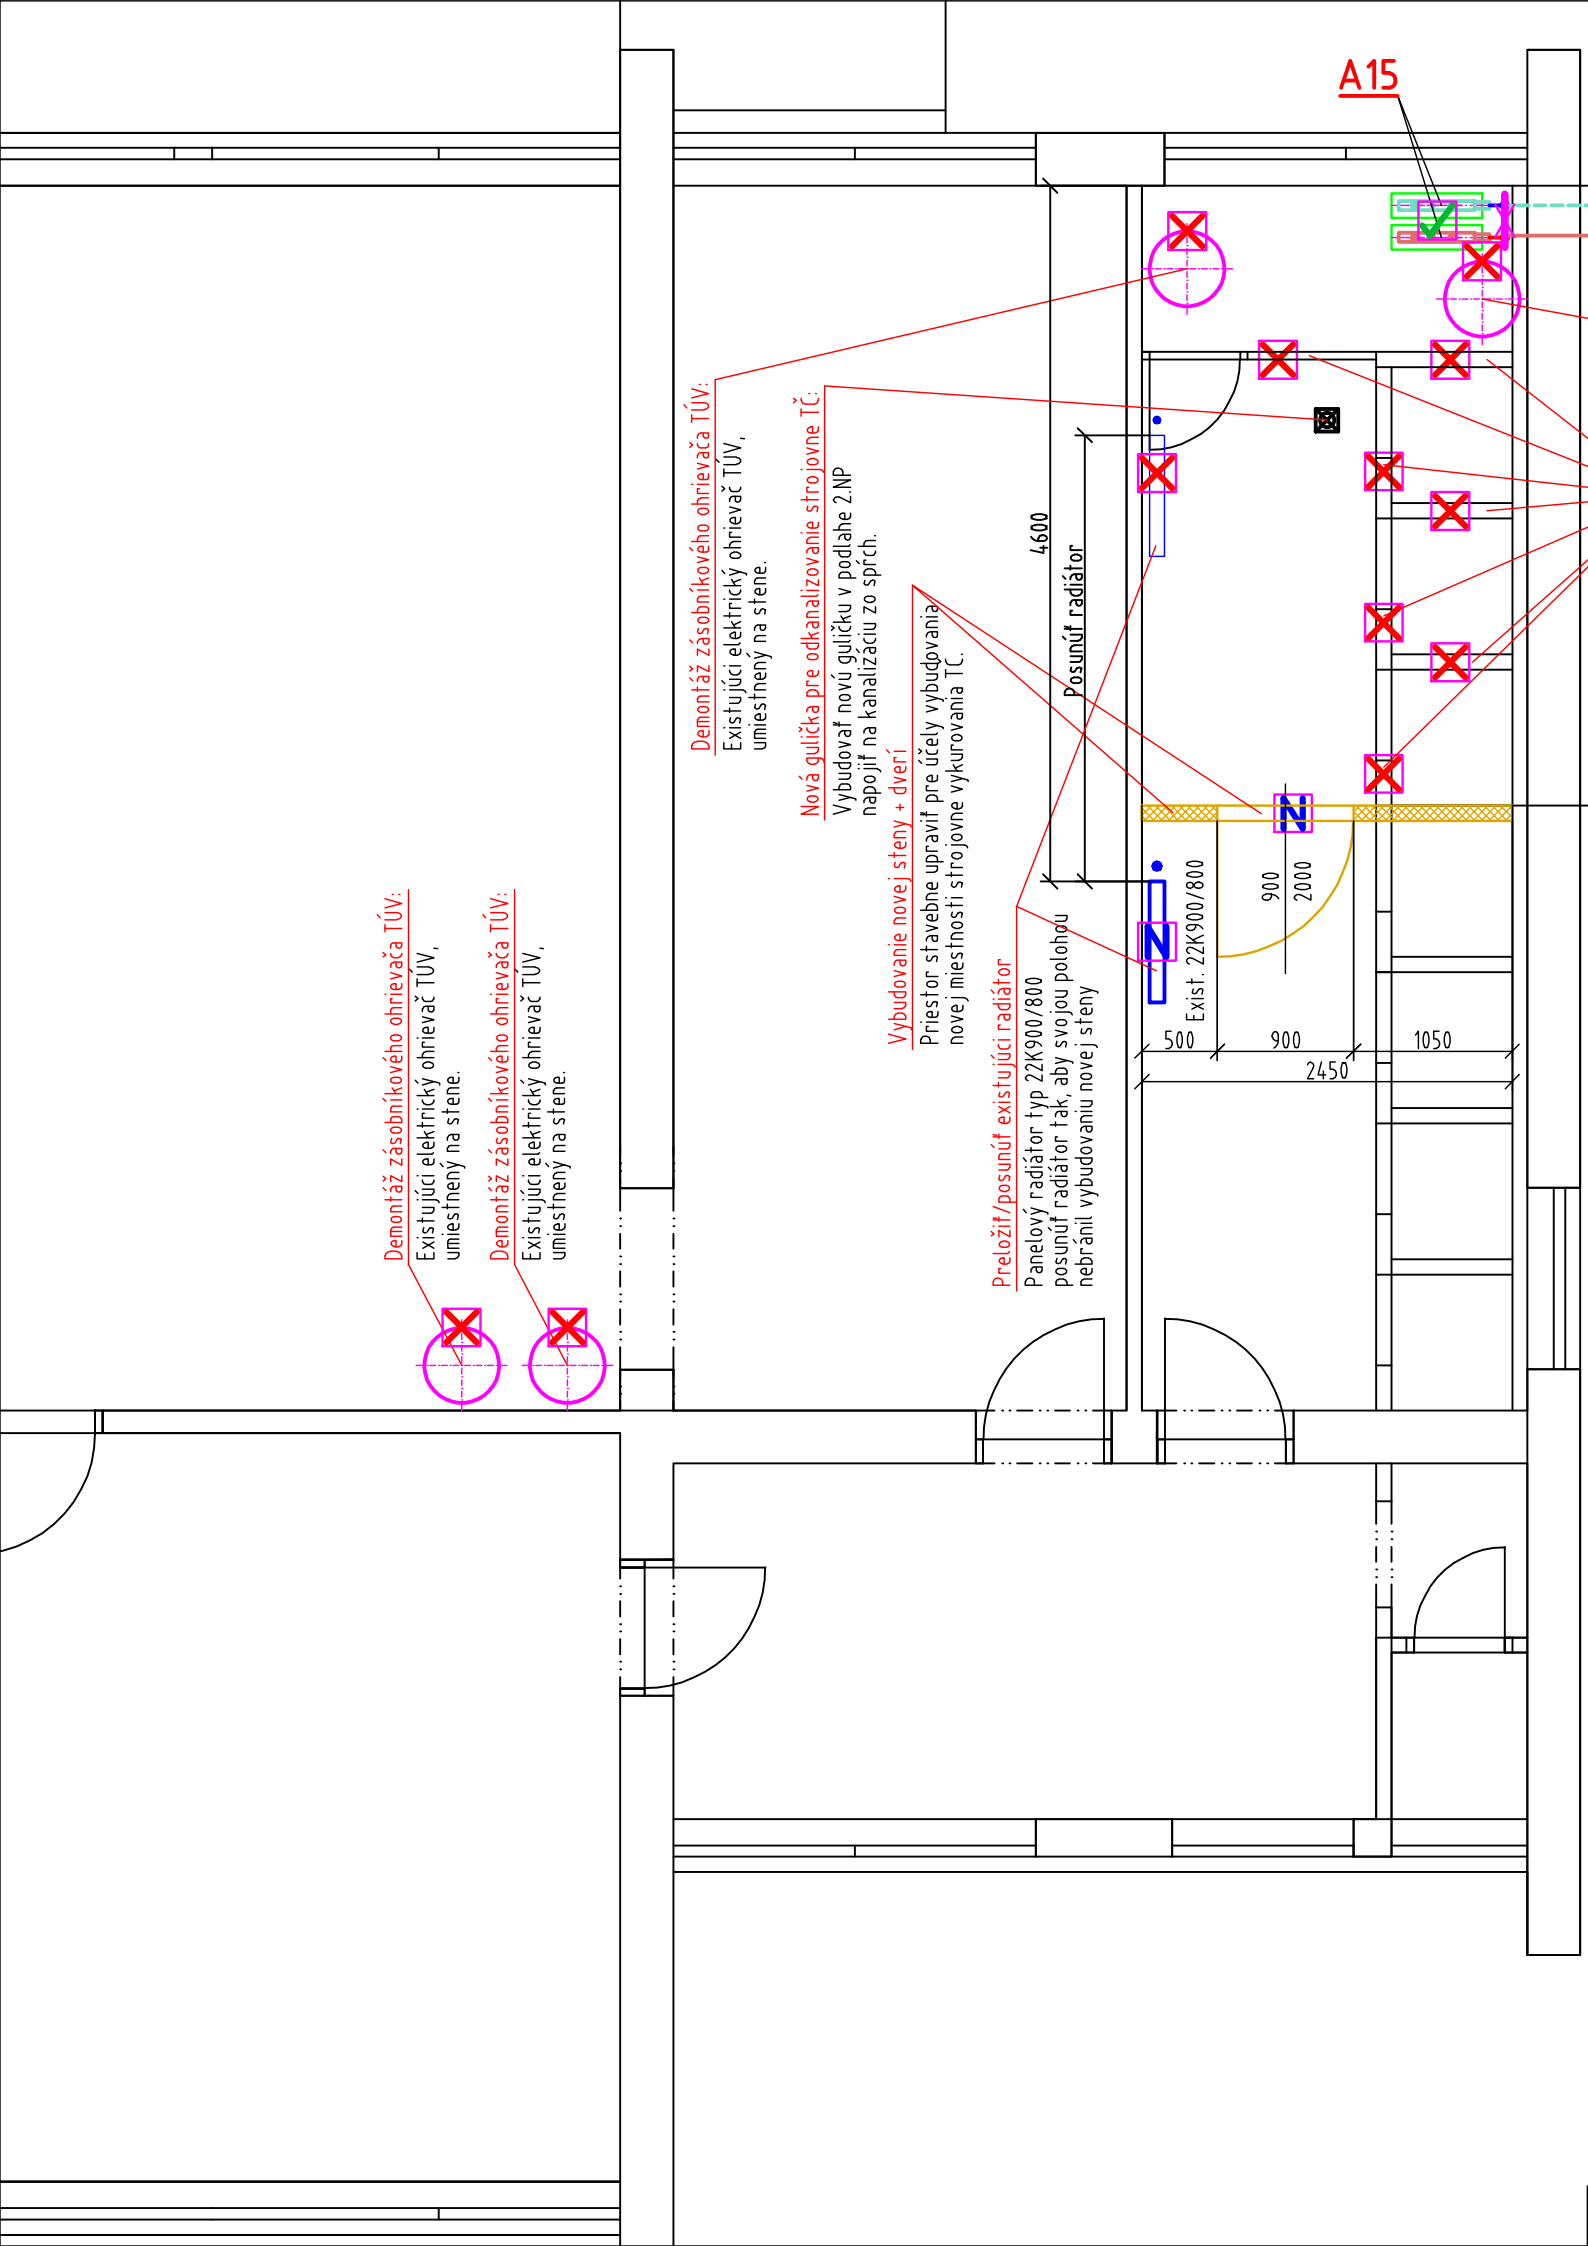 A15
Demontáž zásobníkového ohrievača TÚV:
Existujúci elektrický ohrievač TÚV,
umiestnený na stene.
Nová gulička pre odkanalizovanie strojovne TČ:
Vybudovať novú guličku v podlahe 2.NP
napojiť na kanalizáciu zo spŕch.
Vybudovanie novej steny + dverí
Priestor stavebne upraviť pre účely vybudovania
novej miestnosti strojovne vykurovania TČ.
Preložiť/posunúť existujúci radiátor
Panelový radiátor typ 22K900/800
posunúť radiátor tak, aby svojou polohou
nebránil vybudovaniu novej steny
Demontáž zásobníkového ohrievača TÚV:
Existujúci elektrický ohrievač TÚV,
umiestnený na stene.
Demontáž zásobníkového ohrievača TÚV:
Existujúci elektrický ohrievač TÚV,
umiestnený na stene.
4600
Posunúť radiátor
N
N
Exist. 22K900/800
900
2000
500
900
1050
2450